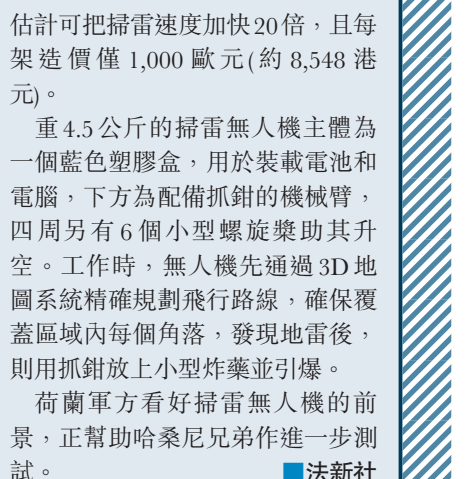 估計可把掃雷速度加快20倍，且每
架造價僅 1,000 歐元(約 8,548 港
元)。
重4.5公斤的掃雷無人機主體為
一個藍色塑膠盒，用於裝載電池和
電腦，下方為配備抓鉗的機械臂，
四周另有6個小型螺旋槳助其升
空。工作時，無人機先通過3D地
圖系統精確規劃飛行路線，確保覆
蓋區域內每個角落，發現地雷後，
則用抓鉗放上小型炸藥並引爆。
荷蘭軍方看好掃雷無人機的前
景，正幫助哈桑尼兄弟作進一步測
試。 ■法新社